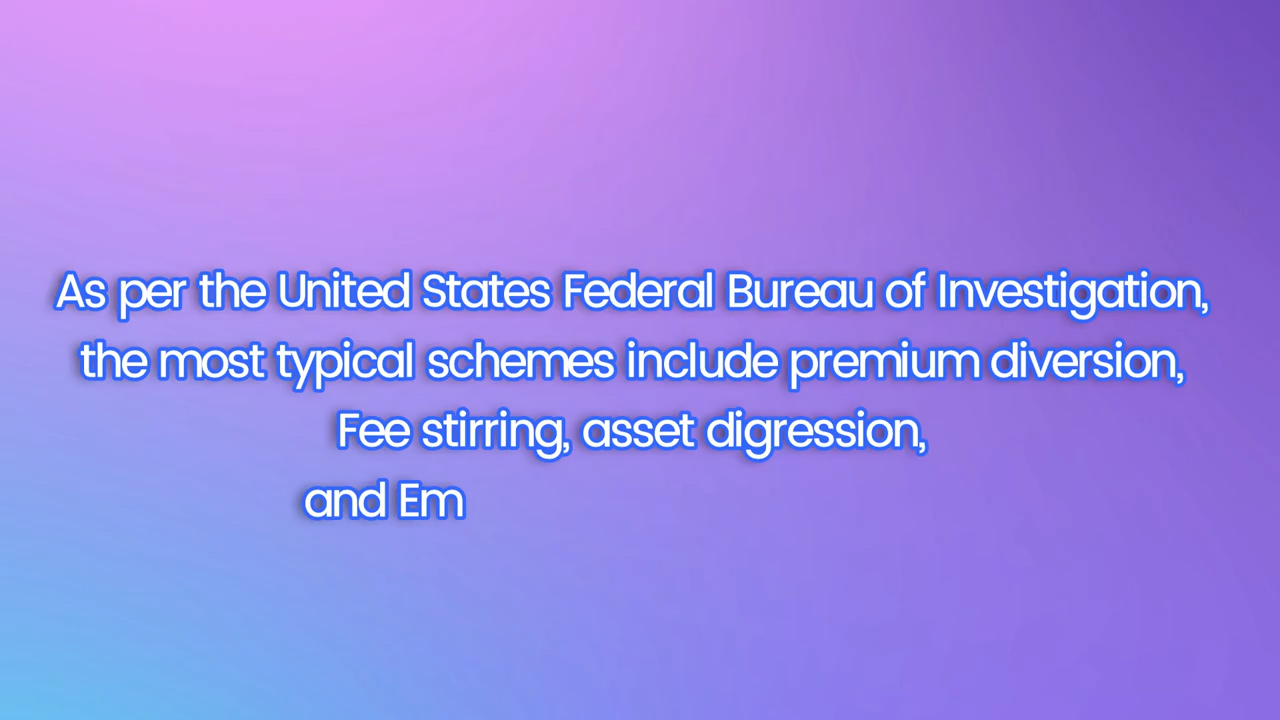 As per the United States Federal Bureau of Investigation,
the most typical schemes include premium diversion,
Fee stirring, asset digression,
and Em